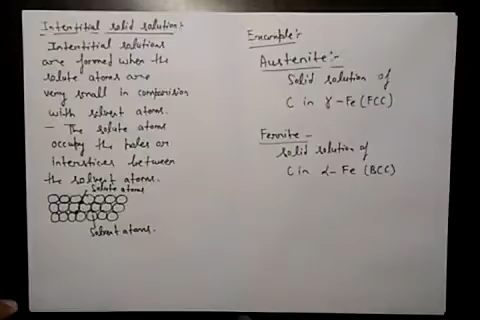 Interstitial solid solution:-
Interstitial solutions
are formed when the
solute atoms are
very small in comparision
with solvent atoms.
- The solute atoms
occupy the holes or
interstices between
the solvent atoms.
Solute atoms
Solvent atoms.
Example:-
Austenite:-
Solid solution of
C in γ-Fe (FCC)
Ferrite -
Solid solution of
C in α-Fe (BCC)